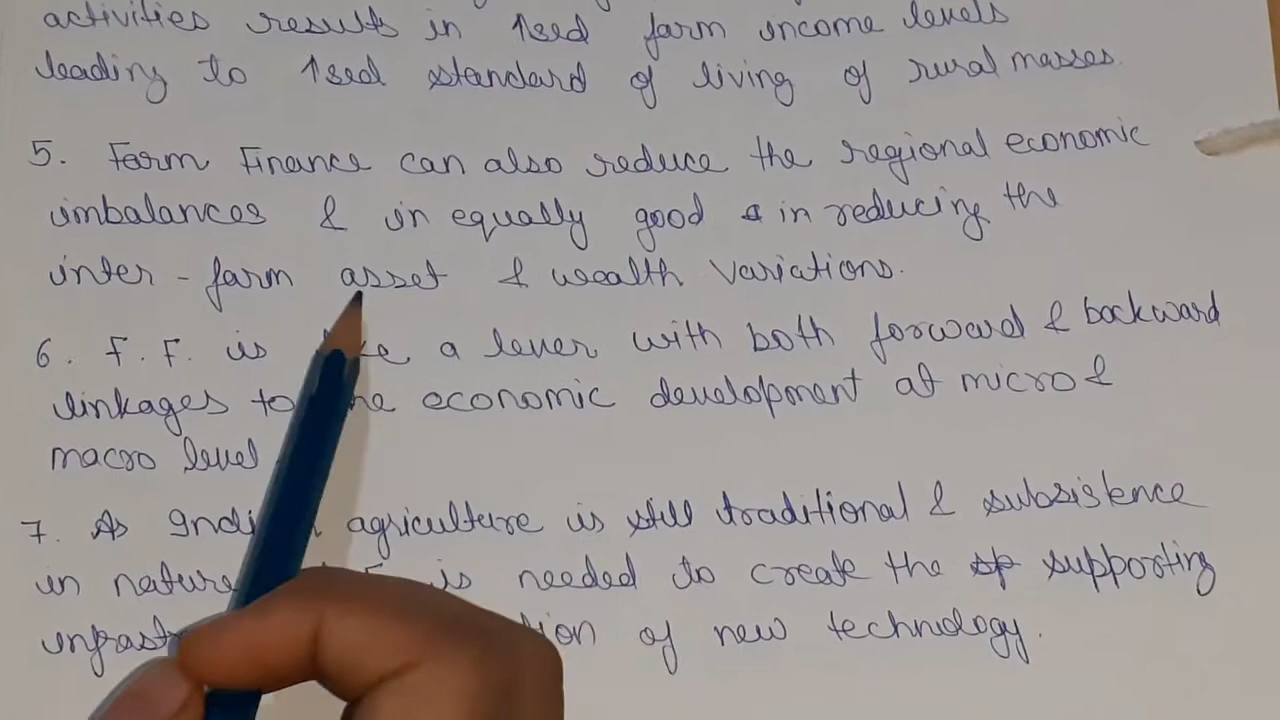 activities results in ↑sed farm income levels
leading to ↑sed standard of living of rural masses.
5. Farm Finance can also reduce the regional economic
imbalances & in equally good in reducing the
inter-farm asset & wealth variations.
6. F.F. is a lever with both forward & backward
linkages to economic development at micro &
macro level
7. As agriculture is still traditional & subsistence
in nature is needed to create the supporting
of new technology.